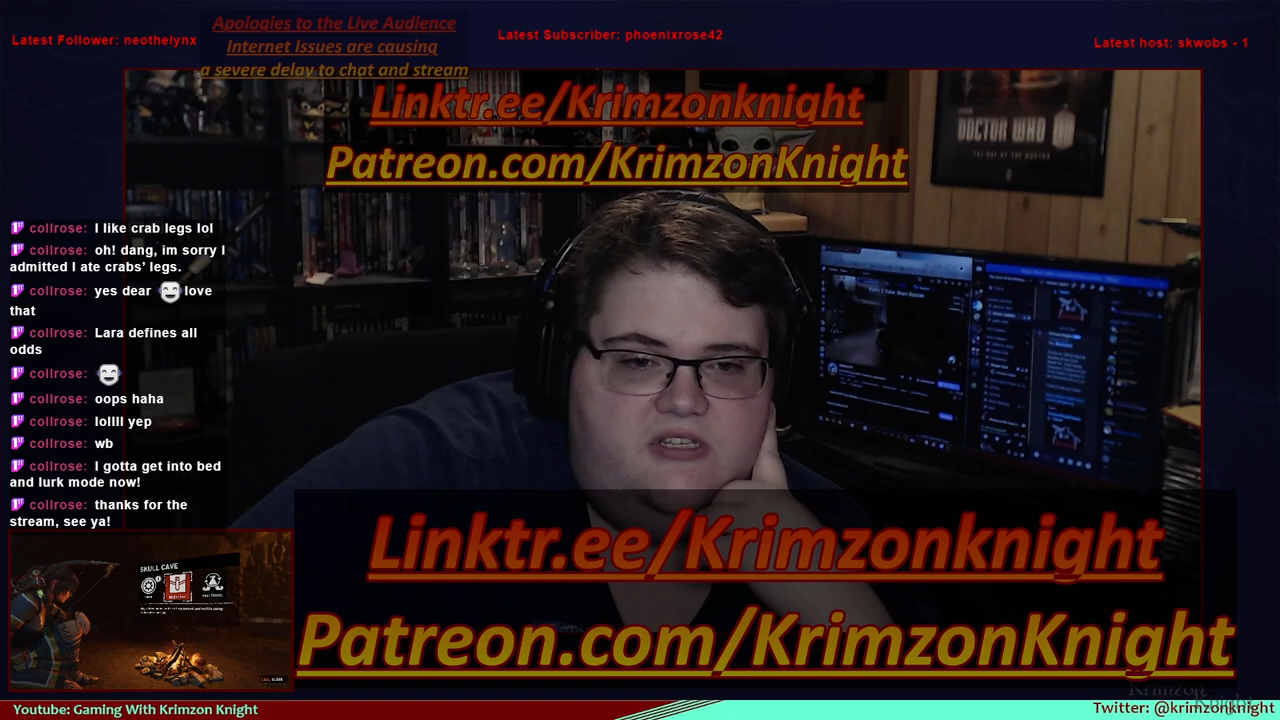 Apologies to the Live Audience
Internet Issues are causing
a severe delay to chat and stream
Latest Follower: neothelynx
Latest Subscriber: phoenixrose42
Latest host: skwobs - 1
Linktr.ee/Krimzonknight
Patreon.com/KrimzonKnight
DOCTOR WHO
collrose: I like crab legs lol
collrose: oh! dang, im sorry I
admitted I ate crabs' legs.
collrose: yes dear love
that
collrose: Lara defines all
odds
collrose:
collrose: oops haha
collrose: lollll yep
collrose: wb
collrose: I gotta get into bed
and lurk mode now!
collrose: thanks for the
stream, see ya!
SKULL CAVE
Linktr.ee/Krimzonknight
Patreon.com/KrimzonKnight
Krimzon
Knight
Youtube: Gaming With Krimzon Knight
Twitter: @krimzonknight